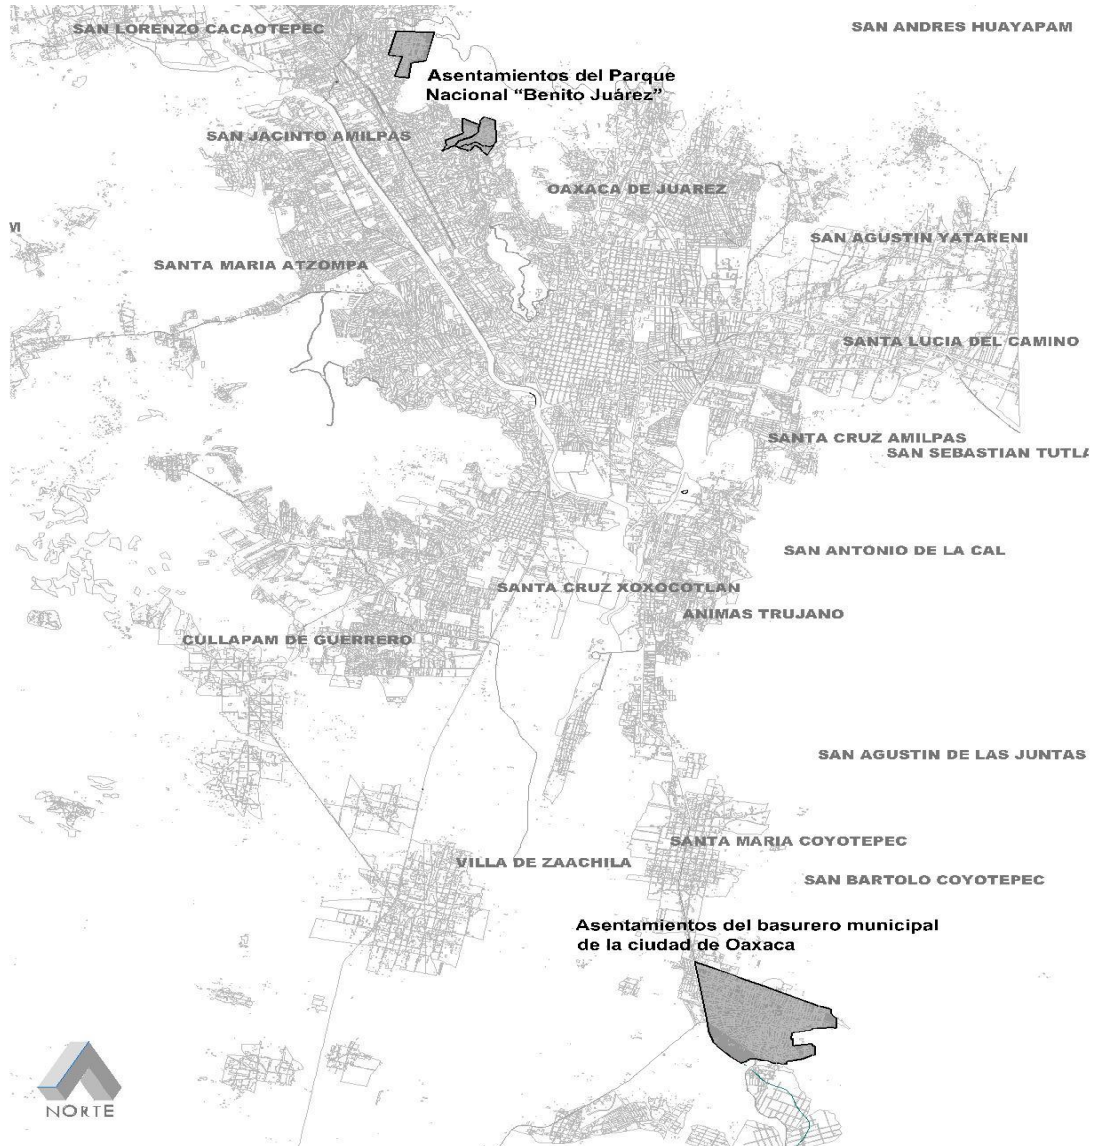 SAN LORENZO CACAOTEPEC
SAN ANDRES HUAYAPAM
Asentamientos del Parque
Nacional “Benito Juárez”
SAN JACINTO AMILPAS
OAXACA DE JUAREZ
M
SAN AGUSTIN YATARENI
SANTA MARIA ATZOMPA
SANTA LUCIA DEL CAMINO
SANTA CRUZ AMILPAS
SAN SEBASTIAN TUTLA
SAN ANTONIO DE LA CAL
SANTA CRUZ XOXOCOTLAN
ANIMAS TRUJANO
CUILAPAM DE GUERRERO
SAN AGUSTIN DE LAS JUNTAS
SANTA MARIA COYOTEPEC
VILLA DE ZAACHILA
SAN BARTOLO COYOTEPEC
Asentamientos del basurero municipal
de la ciudad de Oaxaca
NORTE